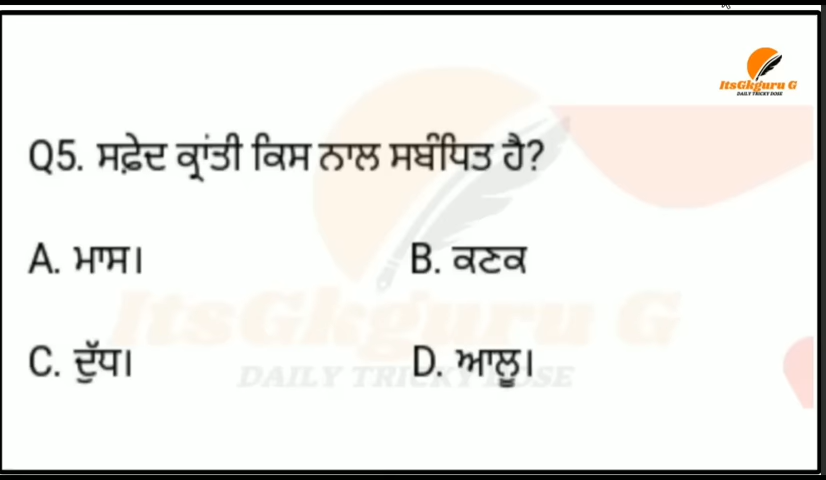 ItsGkguru G
DAILY TRICKY DOSE
Q5. ਸਫ਼ੇਦ ਕ੍ਰਾਂਤੀ ਕਿਸ ਨਾਲ ਸਬੰਧਿਤ ਹੈ?
A. ਮਾਸ। B. ਕਣਕ
ItsGkguru G
C. ਦੁੱਧ। D. ਆਲੂ।
DAILY TRICKY DOSE